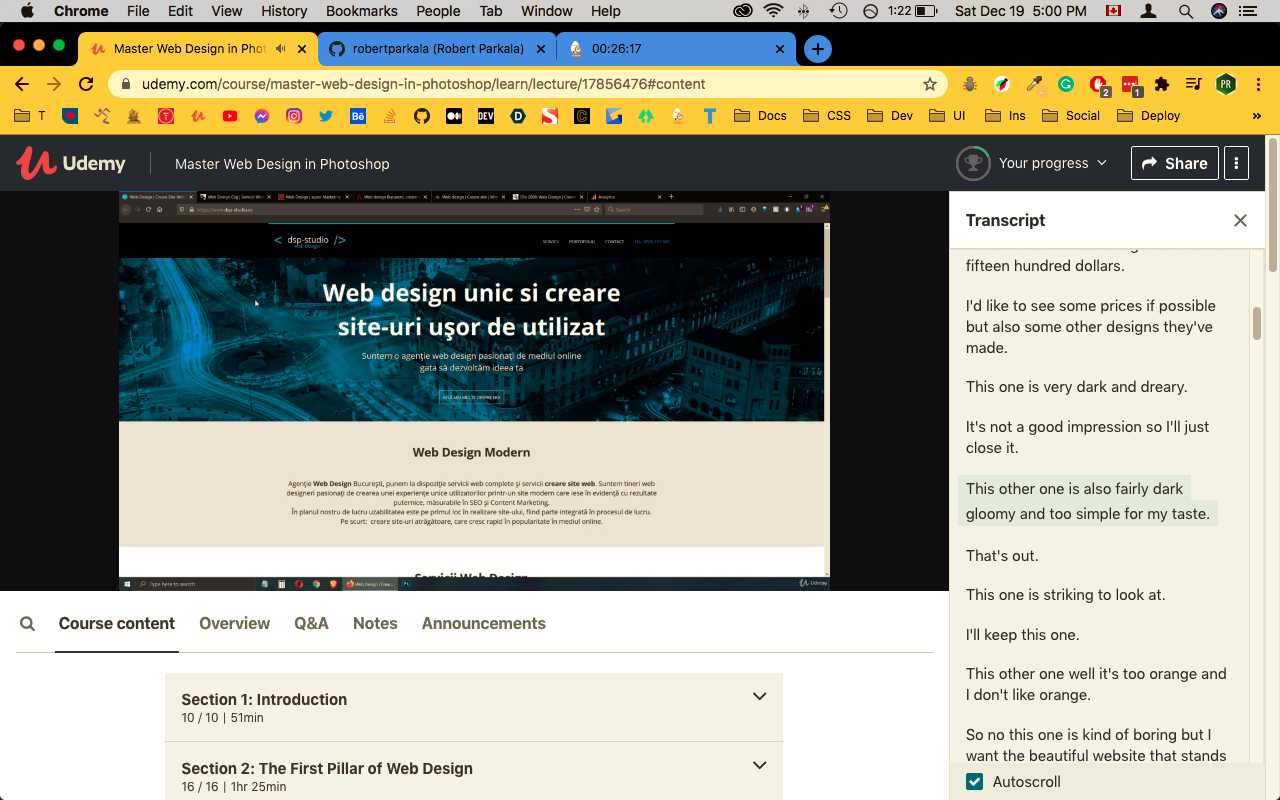 Chrome File Edit View History Bookmarks People Tab Window Help 1:22 Sat Dec 19 5:00 PM
Master Web Design in Phot
robertparkala (Robert Parkala)
00:26:17
udemy.com/course/master-web-design-in-photoshop/learn/lecture/17856476#content
2
1
PR
T
Bē
DEV
Docs CSS Dev UI Ins Social Deploy »
Udemy
Master Web Design in Photoshop
Your progress
Share
< dsp-studio />
web design
SERVICII PORTOFOLIU CONTACT
Web design unic si creare
site-uri uşor de utilizat
Suntem o agenţie web design pasionaţi de mediul online
gata să dezvoltăm ideea ta
AFLĂ MAI MULTE DESPRE NOI
Web Design Modern
Agenţie Web Design Bucureşti, punem la dispoziţie servicii web complete şi servicii creare site web. Suntem tineri web
designeri pasionati de crearea unei experienţe unice utilizatorilor printr-un site modern care iese în evidenţă cu rezultate
puternice, măsurabile în SEO şi Content Marketing.
În planul nostru de lucru uzabilitatea este pe primul loc în realizare site-ului, fiind parte integrată în procesul de lucru.
Pe scurt: creare site-uri atrăgătoare, care cresc rapid în popularitate în mediul online.
Servicii Web Design
Type here to search
Udemy
Course content
Overview
Q&A
Notes
Announcements
Section 1: Introduction
10 / 10 | 51min
Section 2: The First Pillar of Web Design
16 / 16 | 1hr 25min
Transcript
fifteen hundred dollars.
I'd like to see some prices if possible
but also some other designs they've
made.
This one is very dark and dreary.
It's not a good impression so I'll just
close it.
This other one is also fairly dark
gloomy and too simple for my taste.
That's out.
This one is striking to look at.
I'll keep this one.
This other one well it's too orange and
I don't like orange.
So no this one is kind of boring but I
want the beautiful website that stands
Autoscroll